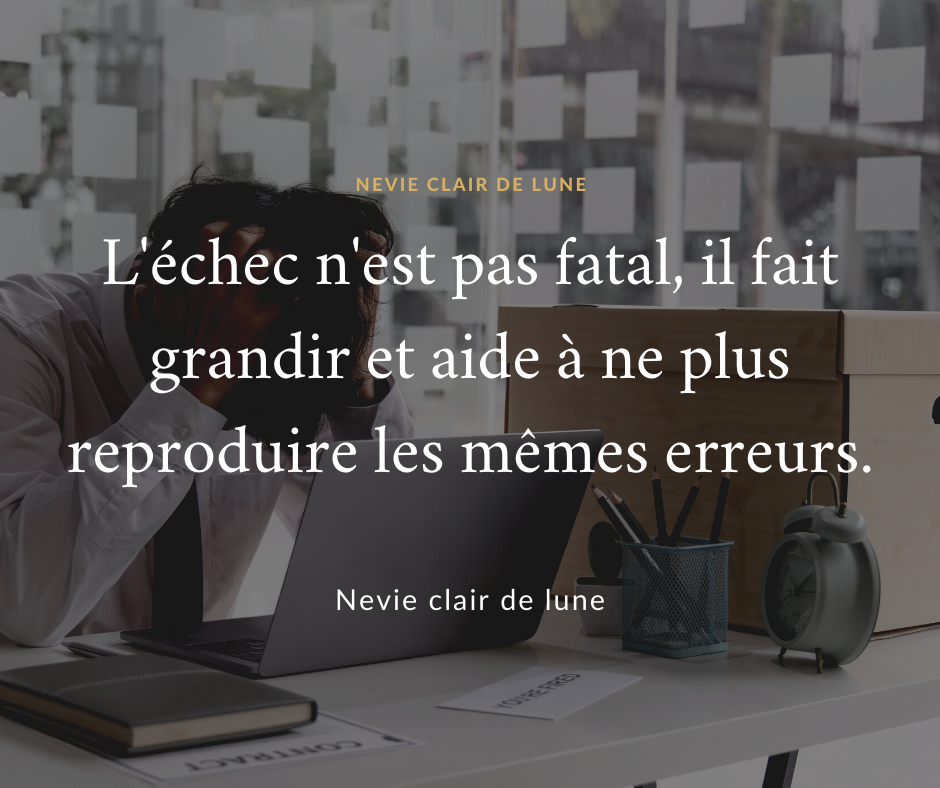 NEVIE CLAIR DE LUNE
L'échec n'est pas fatal, il fait
grandir et aide à ne plus
reproduire les mêmes erreurs.
Nevie clair de lune
YOU'RE FIRED
CONTRACT